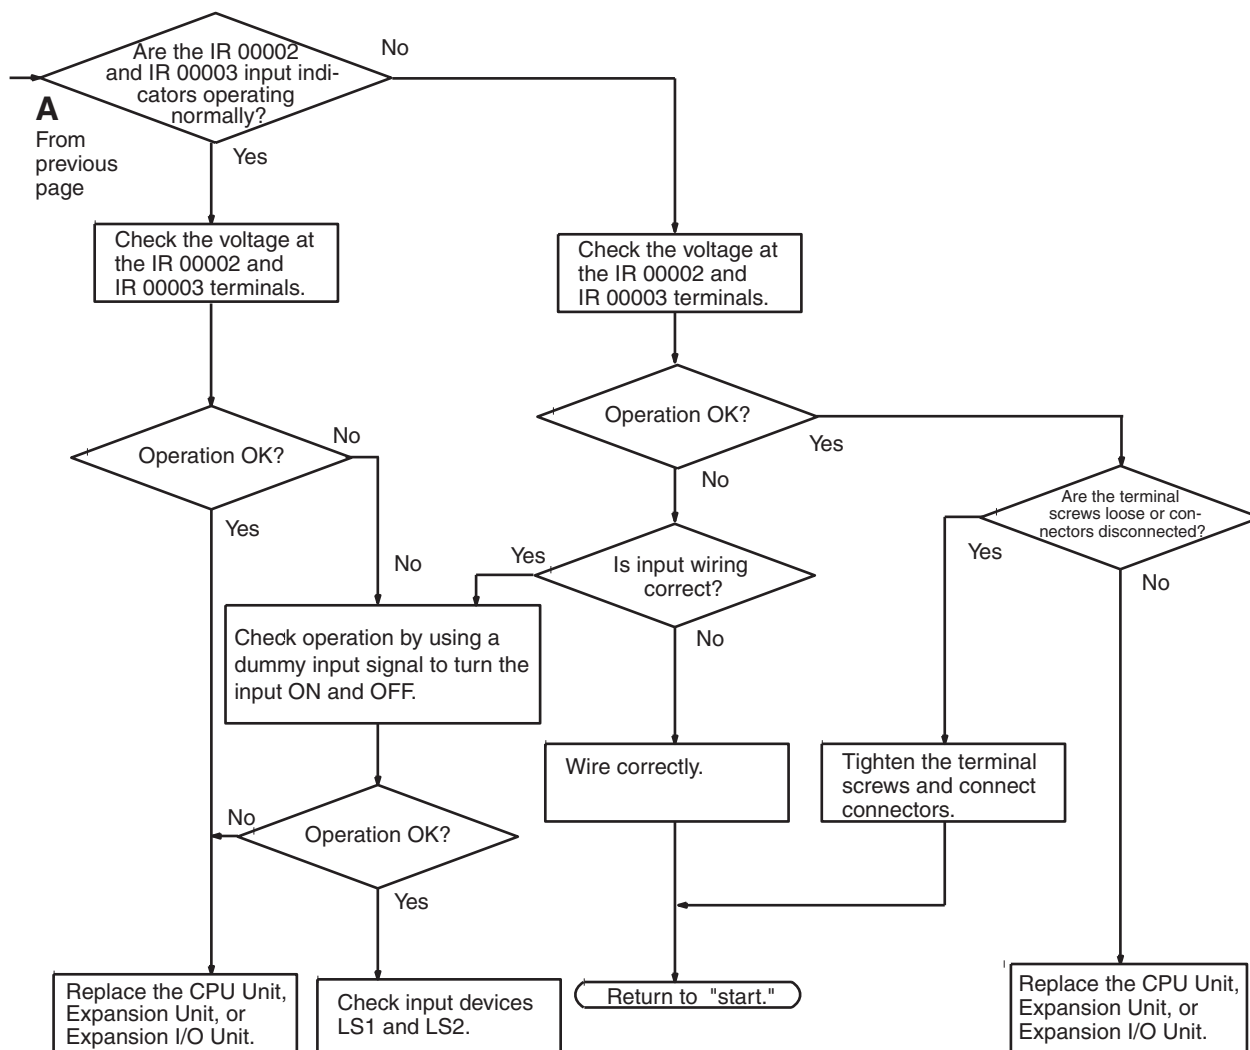 Are the IR 00002
and IR 00003 input indi-
cators operating
normally?
No
A
From
previous
page
Yes
Check the voltage at
the IR 00002 and
IR 00003 terminals.
Check the voltage at
the IR 00002 and
IR 00003 terminals.
Operation OK?
No
Yes
Operation OK?
Yes
No
Are the terminal
screws loose or con-
nectors disconnected?
Yes
No
No
Yes
Is input wiring
correct?
No
Check operation by using a
dummy input signal to turn the
input ON and OFF.
Wire correctly.
Tighten the terminal
screws and connect
connectors.
No
Operation OK?
Yes
Replace the CPU Unit,
Expansion Unit, or
Expansion I/O Unit.
Check input devices
LS1 and LS2.
Return to "start."
Replace the CPU Unit,
Expansion Unit, or
Expansion I/O Unit.